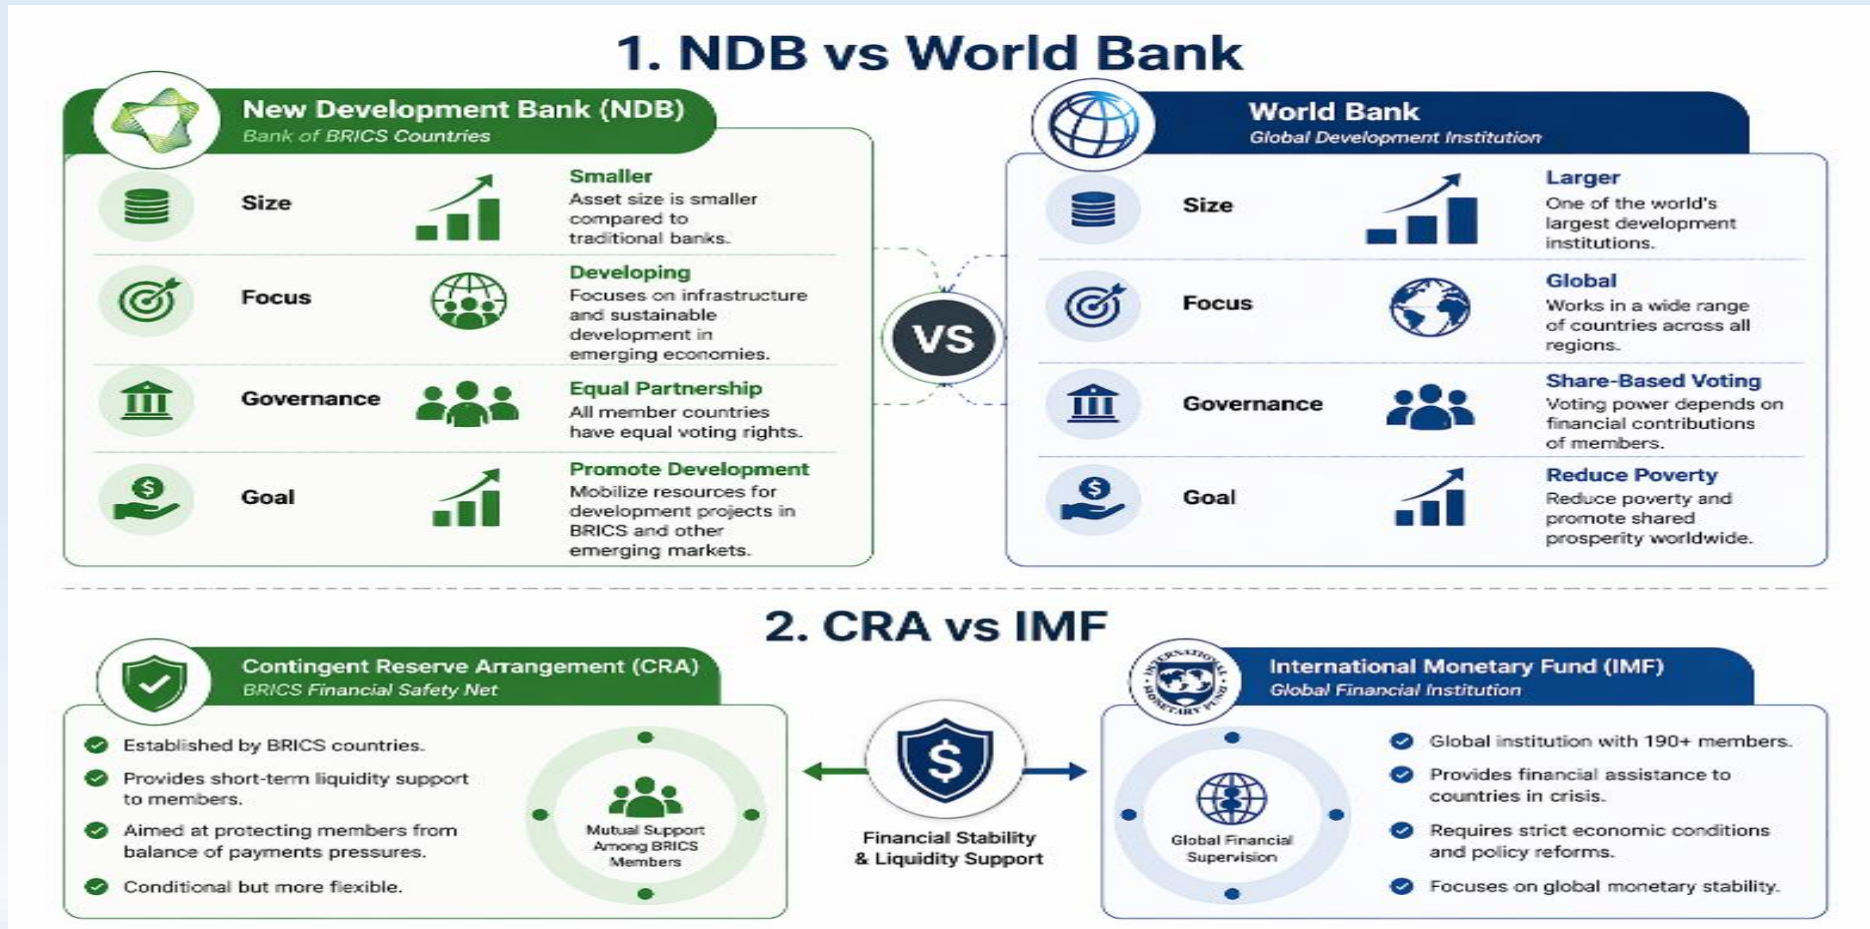 1. NDB vs World Bank
New Development Bank (NDB)
Bank of BRICS Countries
Size
Smaller
Asset size is smaller
compared to
traditional banks.
Focus
Developing
Focuses on infrastructure
and sustainable
development in
emerging economies.
Governance
Equal Partnership
All member countries
have equal voting rights.
$
Goal
Promote Development
Mobilize resources for
development projects in
BRICS and other
emerging markets.
VS
World Bank
Global Development Institution
Size
Larger
One of the world's
largest development
institutions.
Focus
Global
Works in a wide range
of countries across all
regions.
Governance
Share-Based Voting
Voting power depends on
financial contributions
of members.
$
Goal
Reduce Poverty
Reduce poverty and
promote shared
prosperity worldwide.
2. CRA vs IMF
Contingent Reserve Arrangement (CRA)
BRICS Financial Safety Net
Established by BRICS countries.
Provides short-term liquidity support
to members.
Aimed at protecting members from
balance of payments pressures.
Conditional but more flexible.
Mutual Support
Among BRICS
Members
$
Financial Stability
& Liquidity Support
INTERNATIONAL
MONETARY FUND
International Monetary Fund (IMF)
Global Financial Institution
Global Financial
Supervision
Global institution with 190+ members.
Provides financial assistance to
countries in crisis.
Requires strict economic conditions
and policy reforms.
Focuses on global monetary stability.